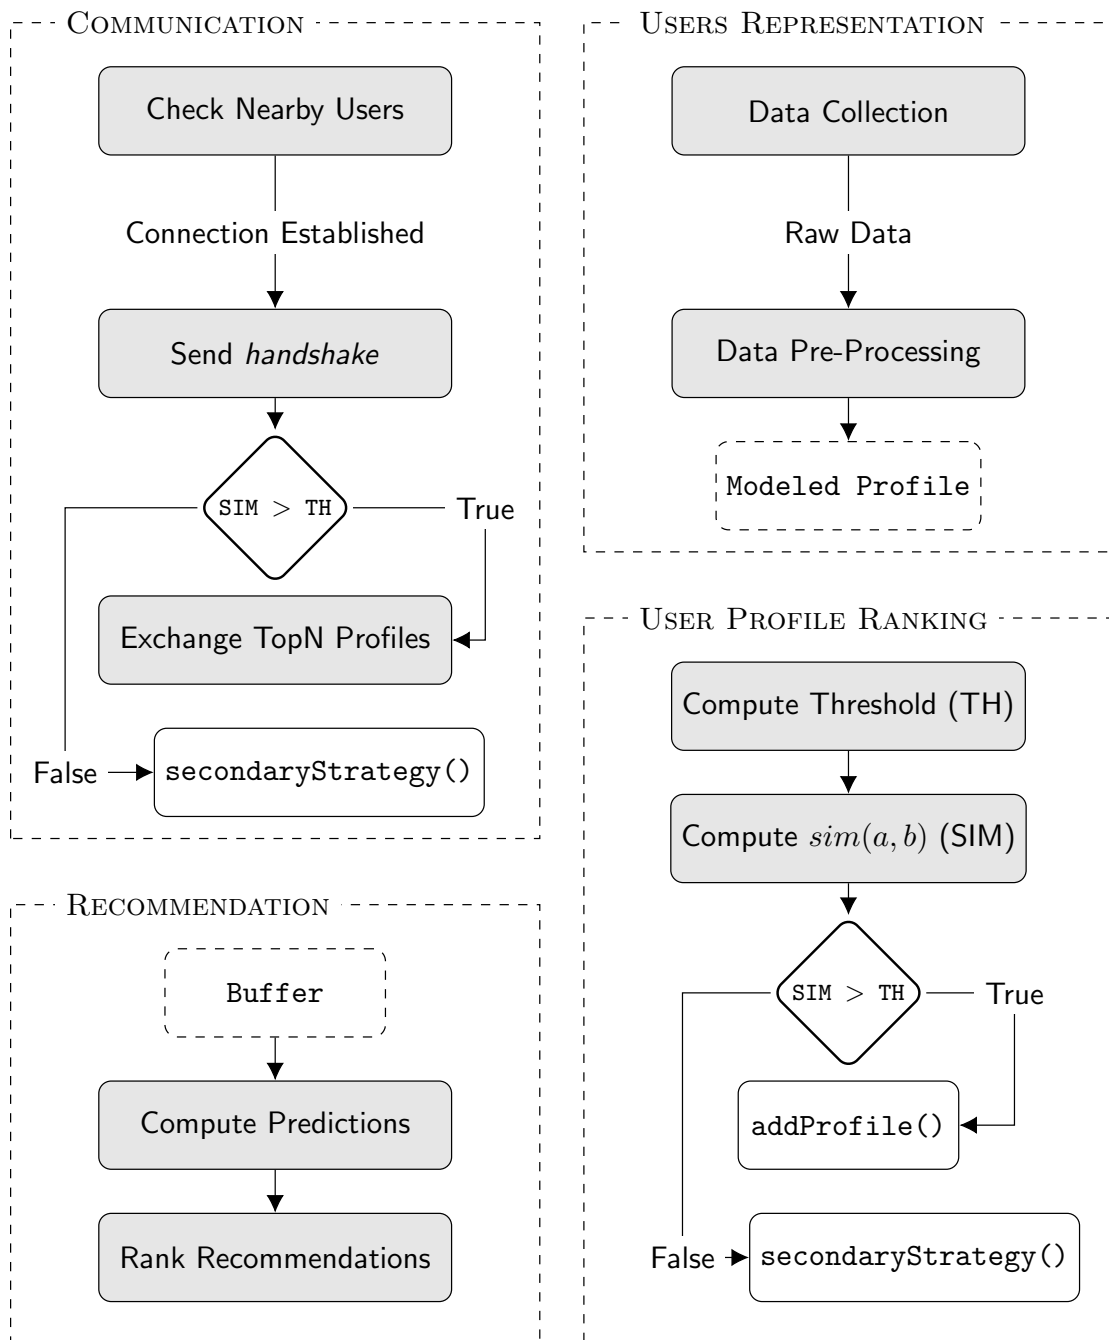 COMMUNICATION
Check Nearby Users
Connection Established
Send handshake
SIM > TH
True
Exchange TopN Profiles
False
secondaryStrategy()
USERS REPRESENTATION
Data Collection
Raw Data
Data Pre-Processing
Modeled Profile
RECOMMENDATION
Buffer
Compute Predictions
Rank Recommendations
USER PROFILE RANKING
Compute Threshold (TH)
Compute sim(a, b) (SIM)
SIM > TH
True
addProfile()
False
secondaryStrategy()